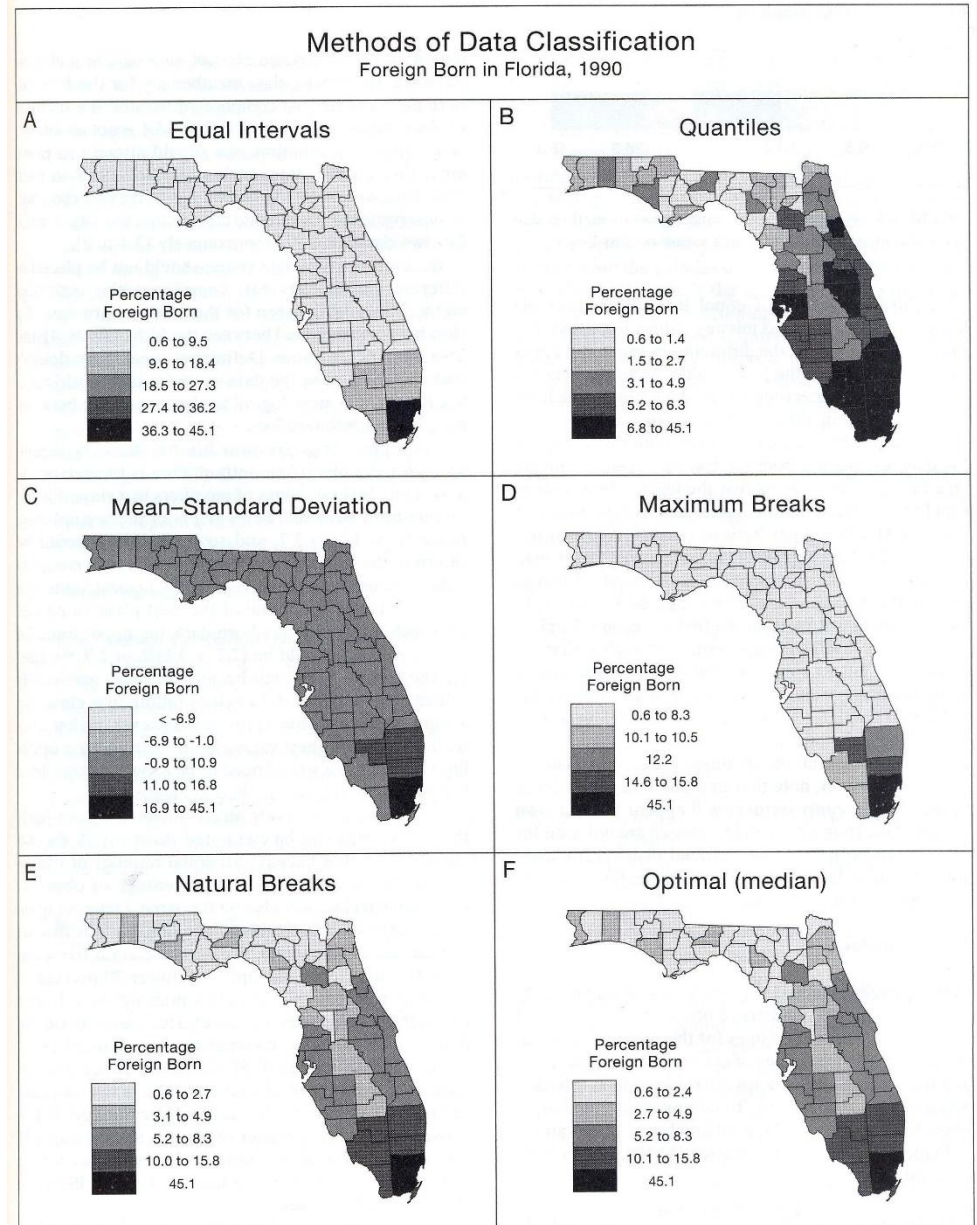 Methods of Data Classification
Foreign Born in Florida, 1990
A
Equal Intervals
Percentage
Foreign Born
0.6 to 9.5
9.6 to 18.4
18.5 to 27.3
27.4 to 36.2
36.3 to 45.1
B
Quantiles
Percentage
Foreign Born
0.6 to 1.4
1.5 to 2.7
3.1 to 4.9
5.2 to 6.3
6.8 to 45.1
C
Mean–Standard Deviation
Percentage
Foreign Born
< -6.9
-6.9 to -1.0
-0.9 to 10.9
11.0 to 16.8
16.9 to 45.1
D
Maximum Breaks
Percentage
Foreign Born
0.6 to 8.3
10.1 to 10.5
12.2
14.6 to 15.8
45.1
E
Natural Breaks
Percentage
Foreign Born
0.6 to 2.7
3.1 to 4.9
5.2 to 8.3
10.0 to 15.8
45.1
F
Optimal (median)
Percentage
Foreign Born
0.6 to 2.4
2.7 to 4.9
5.2 to 8.3
10.1 to 15.8
45.1